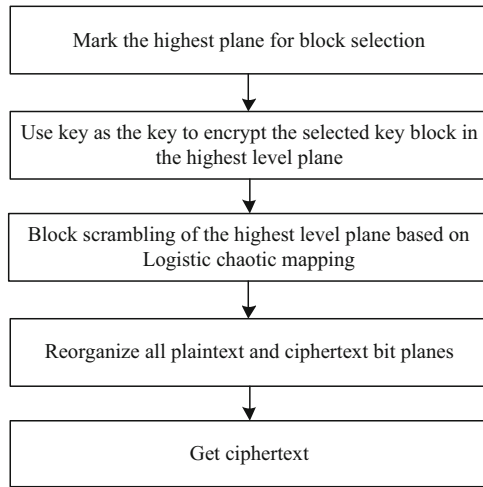 Mark the highest plane for block selection
Use key as the key to encrypt the selected key block in
the highest level plane
Block scrambling of the highest level plane based on
Logistic chaotic mapping
Reorganize all plaintext and ciphertext bit planes
Get ciphertext